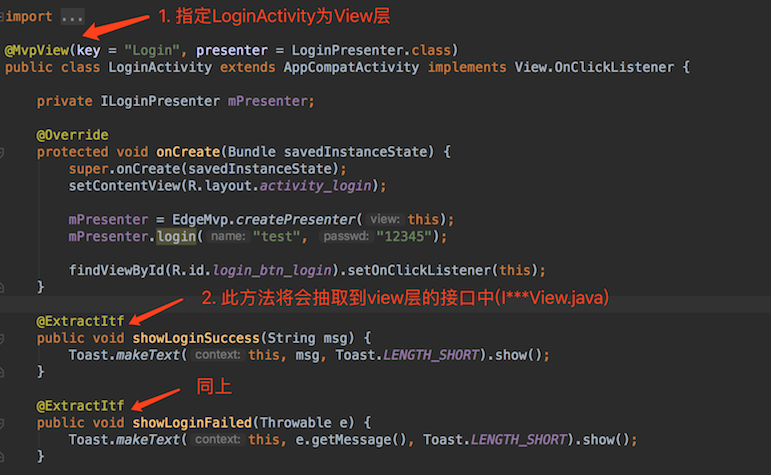 import ...
1. 指定LoginActivity为View层
@MvpView(key = "Login", presenter = LoginPresenter.class)
public class LoginActivity extends AppCompatActivity implements View.OnClickListener {
private ILoginPresenter mPresenter;
@Override
protected void onCreate(Bundle savedInstanceState) {
super.onCreate(savedInstanceState);
setContentView(R.layout.activity_login);
mPresenter = EdgeMvp.createPresenter( view: this);
mPresenter.login( name: "test", passwd: "12345");
findViewById(R.id.login_btn_login).setOnClickListener(this);
}
2. 此方法将会抽取到view层的接口中(I***View.java)
@ExtractItf
public void showLoginSuccess(String msg) {
Toast.makeText( context: this, msg, Toast.LENGTH_SHORT).show();
}
同上
@ExtractItf
public void showLoginFailed(Throwable e) {
Toast.makeText( context: this, e.getMessage(), Toast.LENGTH_SHORT).show();
}